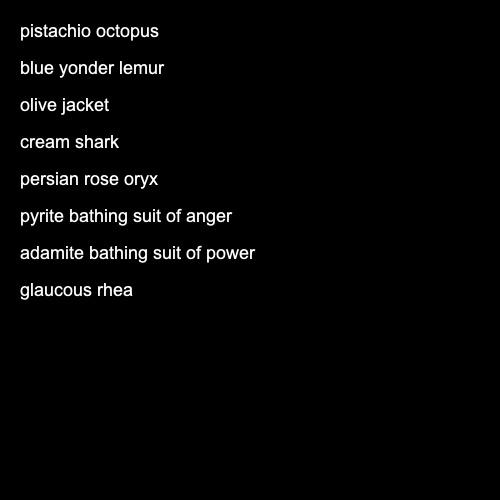 pistachio octopus
blue yonder lemur
olive jacket
cream shark
persian rose oryx
pyrite bathing suit of anger
adamite bathing suit of power
glaucous rhea